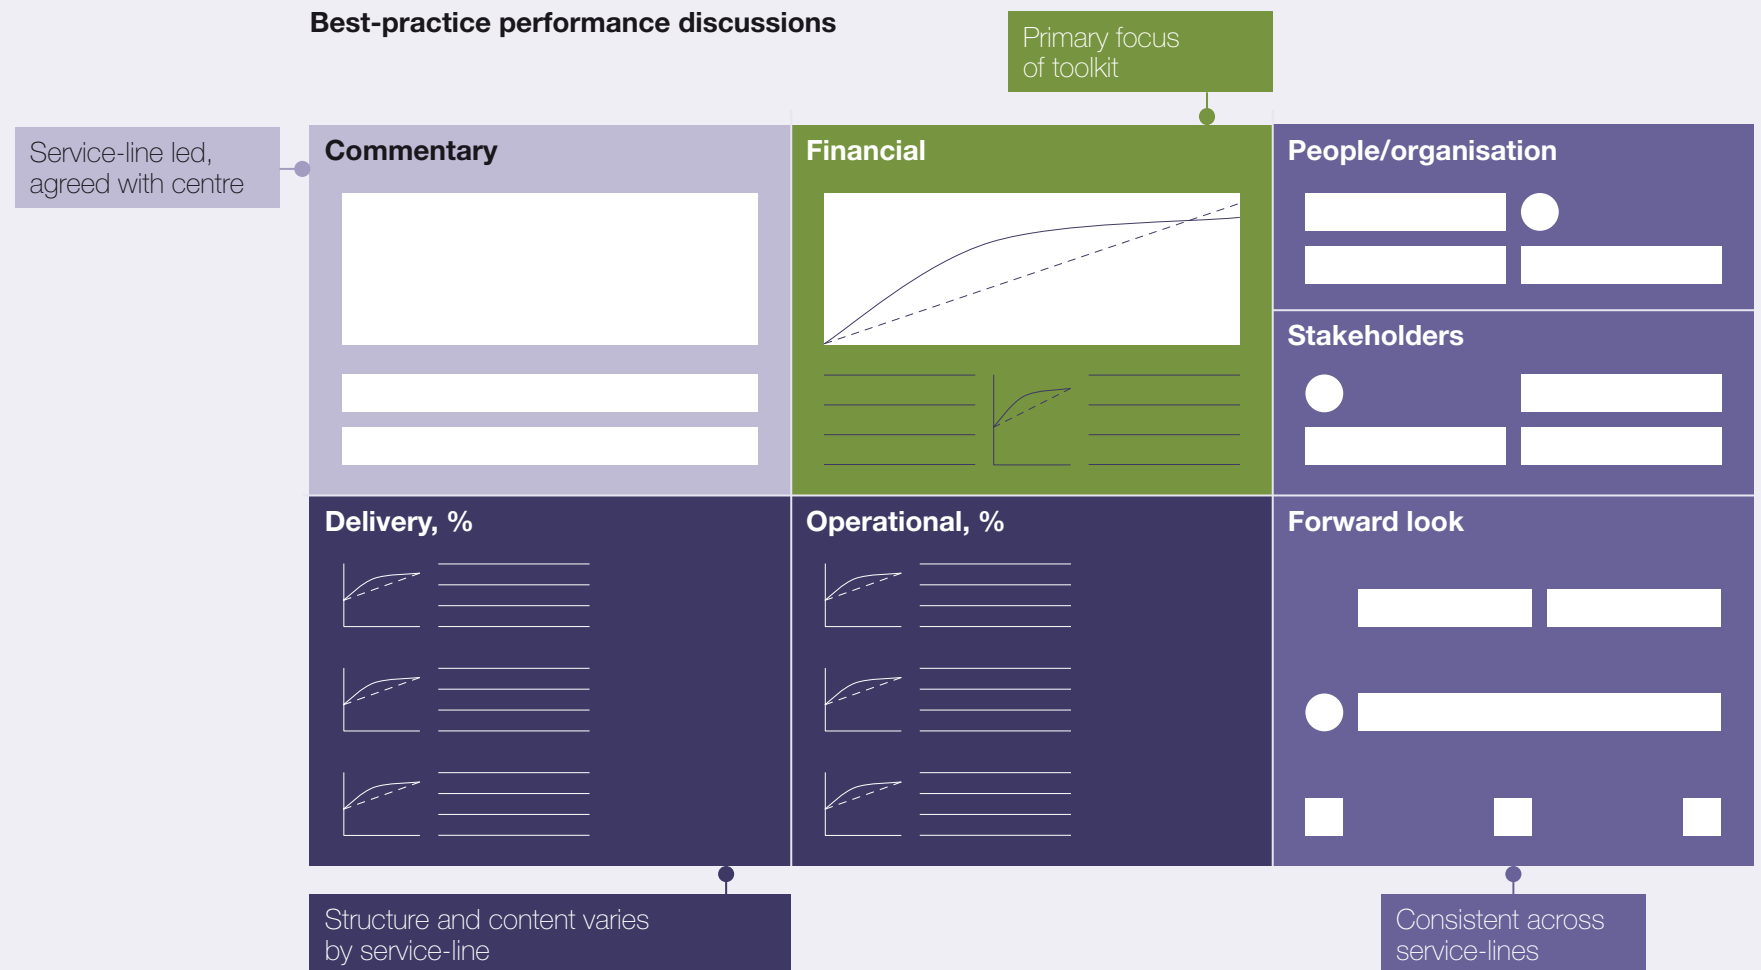 Best-practice performance discussions
Primary focus
of toolkit
Service-line led,
agreed with centre
Commentary
Financial
People/organisation
Stakeholders
Delivery, %
Operational, %
Forward look
Structure and content varies
by service-line
Consistent across
service-lines